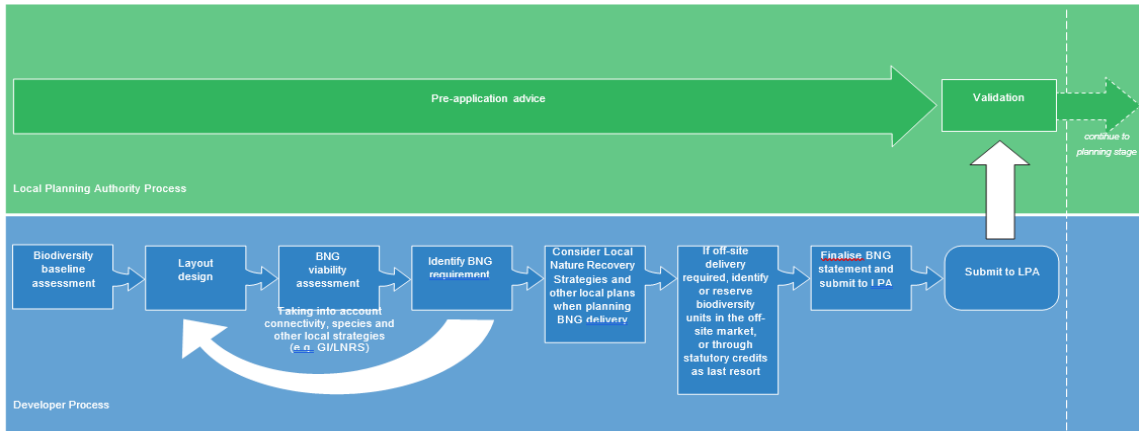 Pre-application advice
Validation
continue to
planning stage
Local Planning Authority Process
Biodiversity
baseline
assessment
Layout
design
BNG
viability
assessment
Taking into account
connectivity, species and
other local strategies
(e.g. GI/LNRS)
Identify BNG
requirement
Consider Local
Nature Recovery
Strategies and
other local plans
when planning
BNG delivery
If off-site
delivery
required, identify
or reserve
biodiversity
units in the off-
site market,
or through
statutory credits
as last resort
Finalise BNG
statement and
submit to LPA
Submit to LPA
Developer Process